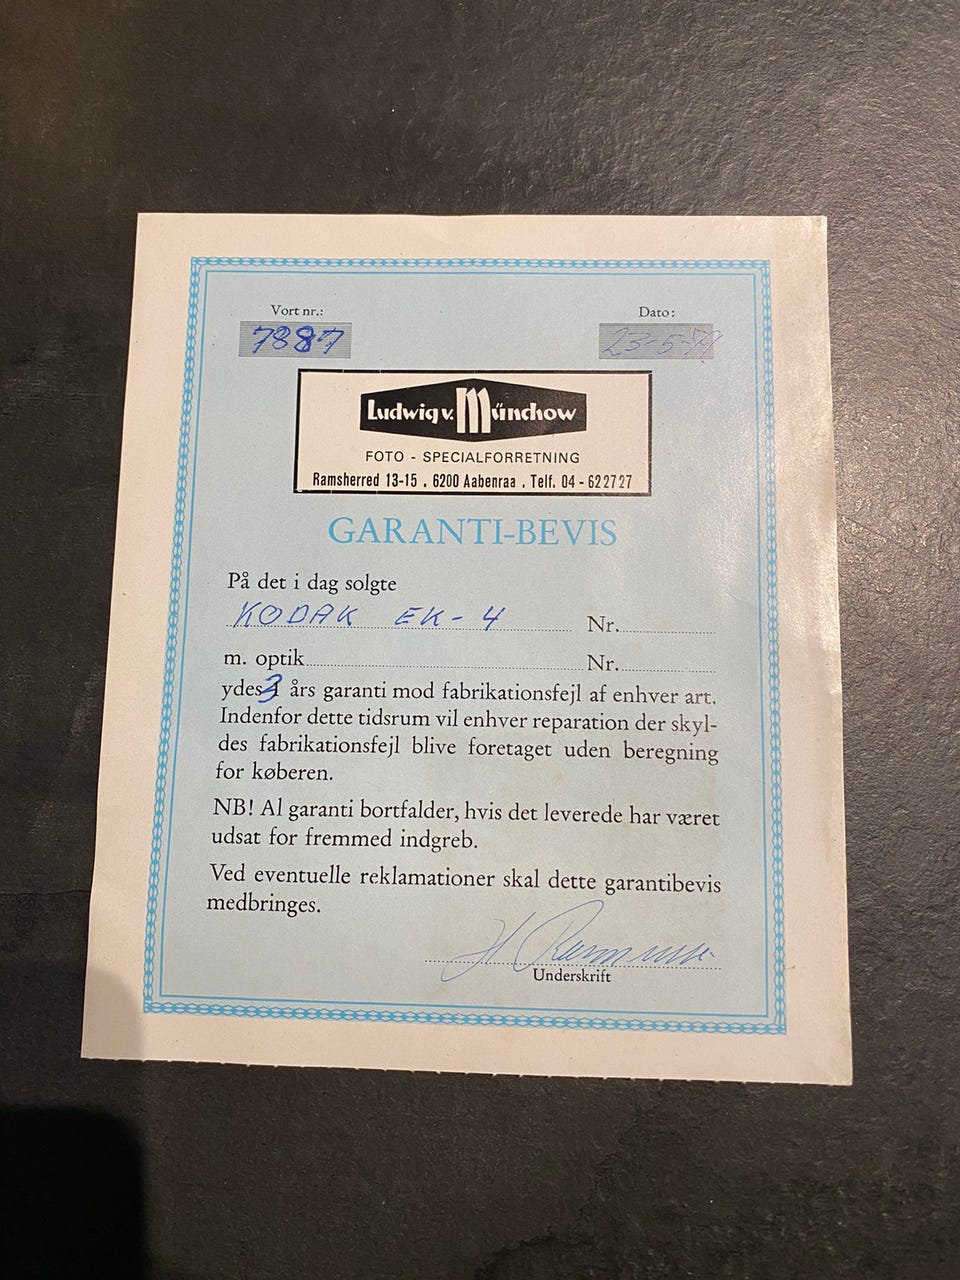 Vort nr.:
7887
Dato:
23-5-
Ludwig v. Münchow
FOTO - SPECIALFORRETNING
Ramsherred 13-15 . 6200 Aabenraa . Telf. 04 - 622727
GARANTI-BEVIS
På det i dag solgte
KODAK EK-4 Nr.
m. optik Nr.
ydes 3 års garanti mod fabrikationsfejl af enhver art.
Indenfor dette tidsrum vil enhver reparation der skyl-
des fabrikationsfejl blive foretaget uden beregning
for køberen.
NB! Al garanti bortfalder, hvis det leverede har været
udsat for fremmed indgreb.
Ved eventuelle reklamationer skal dette garantibevis
medbringes.
Underskrift